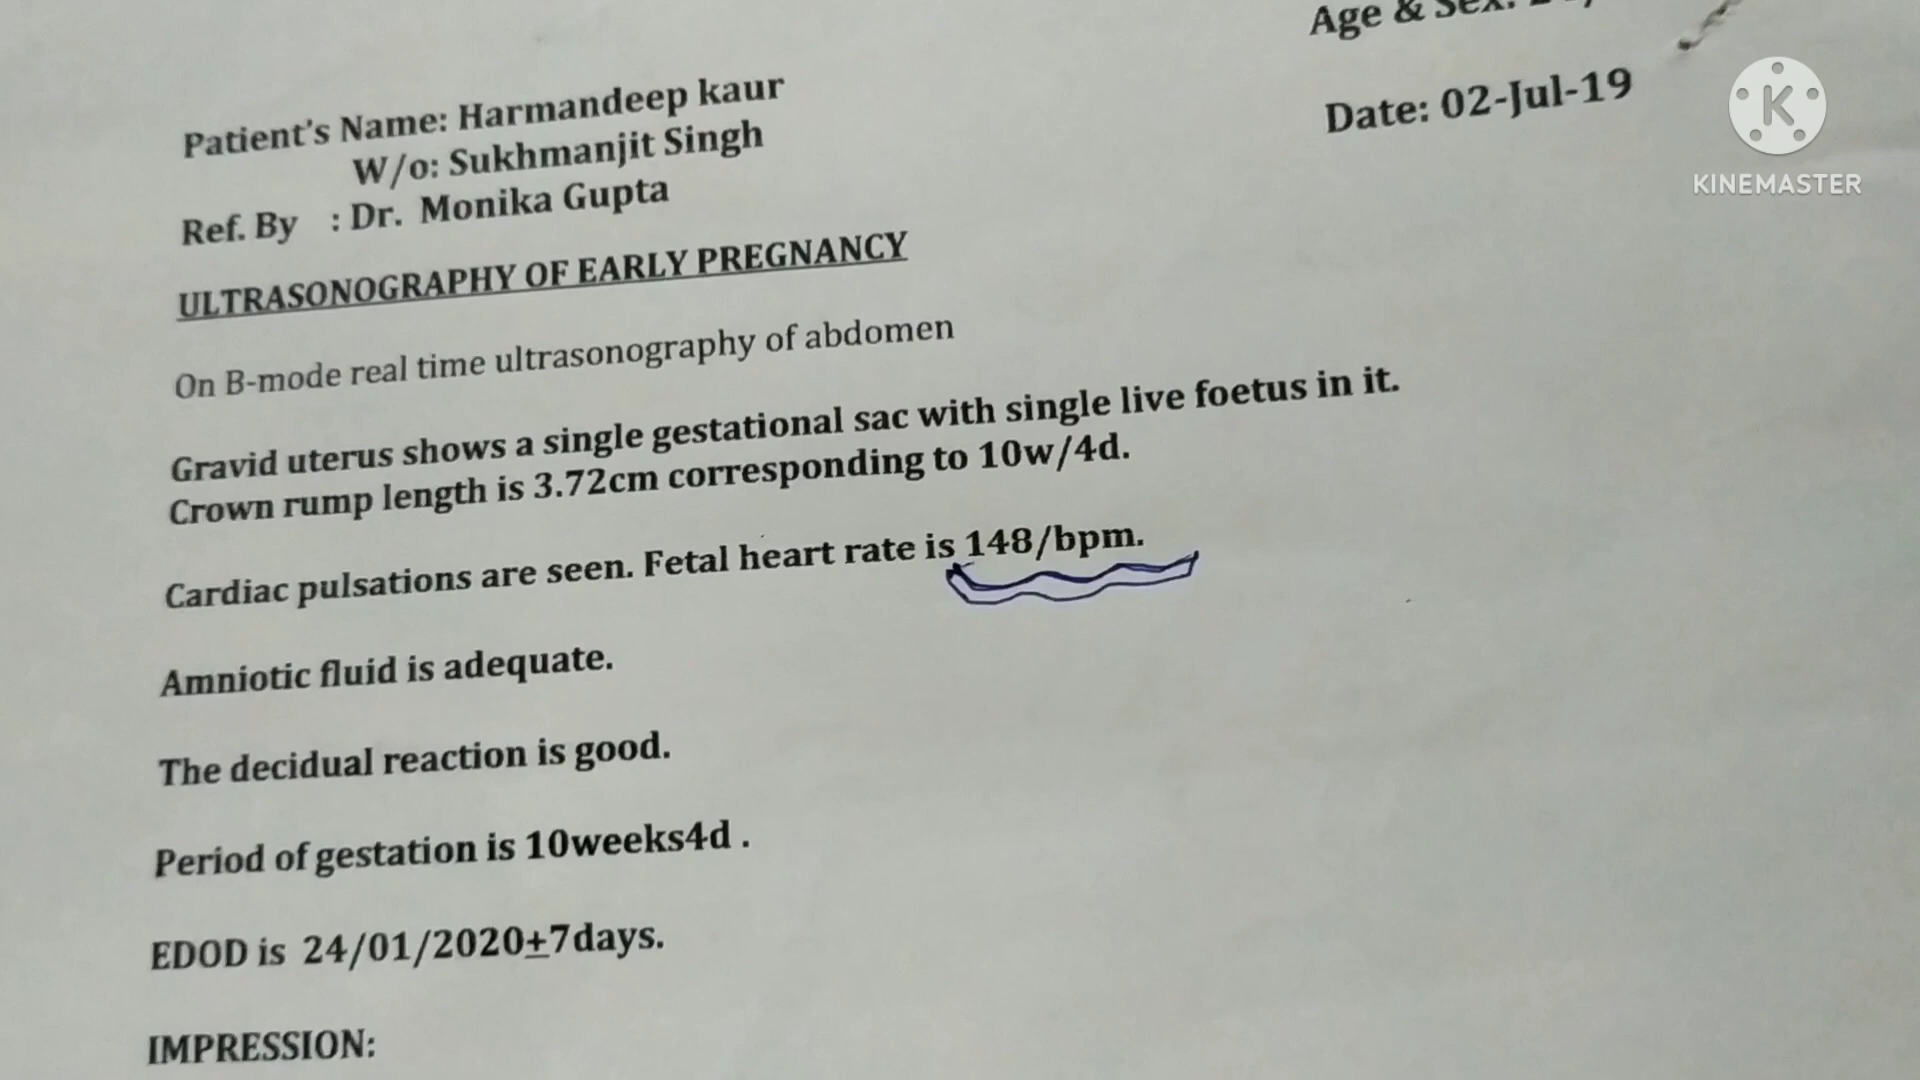 Age & Sex:
Patient's Name: Harmandeep kaur
Date: 02-Jul-19
W/o: Sukhmanjit Singh
Ref. By : Dr. Monika Gupta
ULTRASONOGRAPHY OF EARLY PREGNANCY
On B-mode real time ultrasonography of abdomen
Gravid uterus shows a single gestational sac with single live foetus in it.
Crown rump length is 3.72cm corresponding to 10w/4d.
Cardiac pulsations are seen. Fetal heart rate is 148/bpm.
Amniotic fluid is adequate.
The decidual reaction is good.
Period of gestation is 10weeks4d .
EDOD is 24/01/2020±7days.
IMPRESSION:
K
KINEMASTER